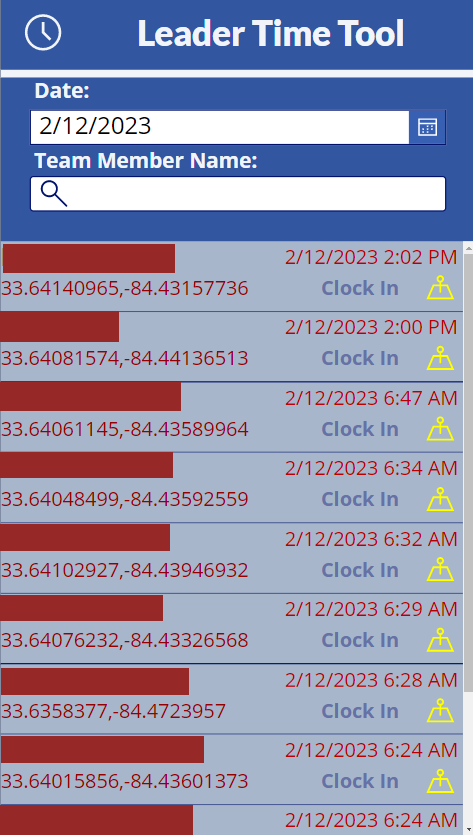 Leader Time Tool
Date:
2/12/2023
Team Member Name:
2/12/2023 2:02 PM
33.64140965,-84.43157736 Clock In
2/12/2023 2:00 PM
33.64081574,-84.44136513 Clock In
2/12/2023 6:47 AM
33.64061145,-84.43589964 Clock In
2/12/2023 6:34 AM
33.64048499,-84.43592559 Clock In
2/12/2023 6:32 AM
33.64102927,-84.43946932 Clock In
2/12/2023 6:29 AM
33.64076232,-84.43326568 Clock In
2/12/2023 6:28 AM
33.6358377,-84.4723957 Clock In
2/12/2023 6:24 AM
33.64015856,-84.43601373 Clock In
2/12/2023 6:24 AM